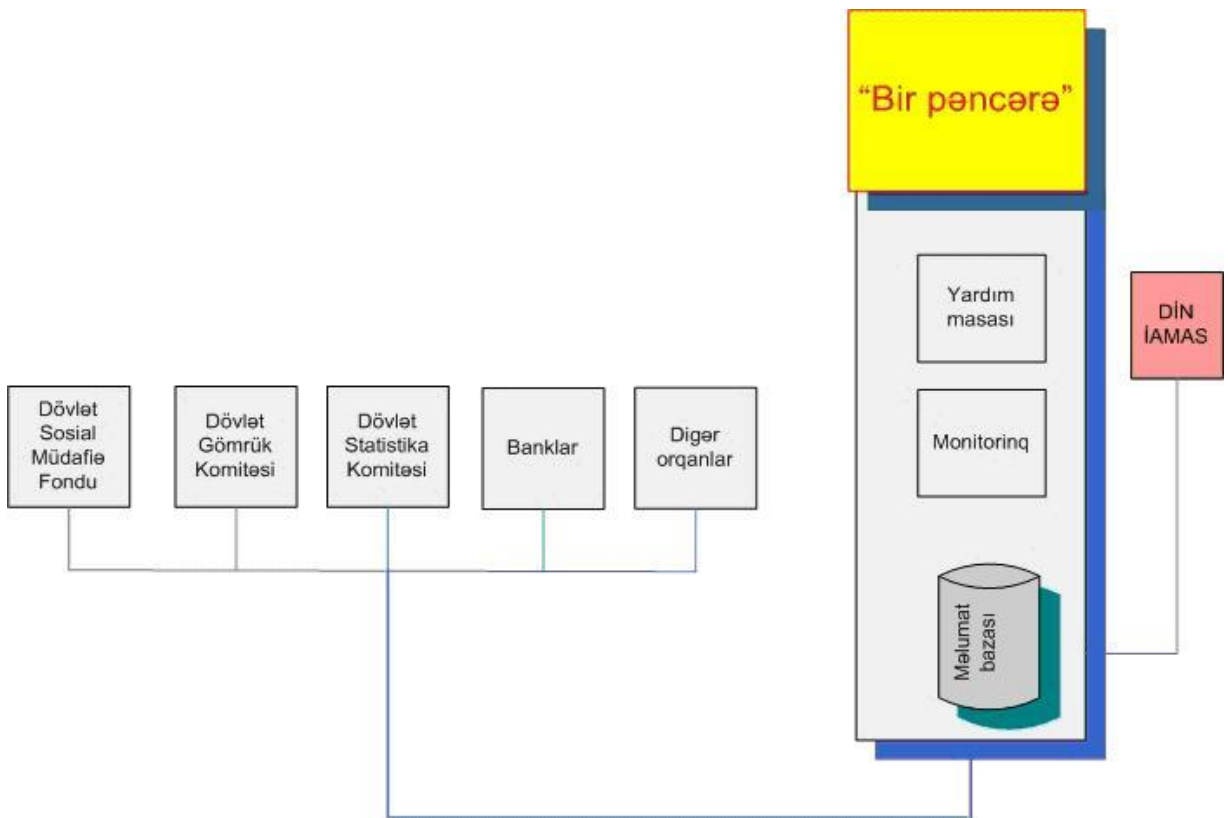 “Bir pəncərə”
Yardım
masası
DİN
İAMAS
Monitorinq
Dövlət
Sosial
Müdafiə
Fondu
Dövlət
Gömrük
Komitəsi
Dövlət
Statistika
Komitəsi
Banklar
Digər
orqanlar
Məlumat
bazası